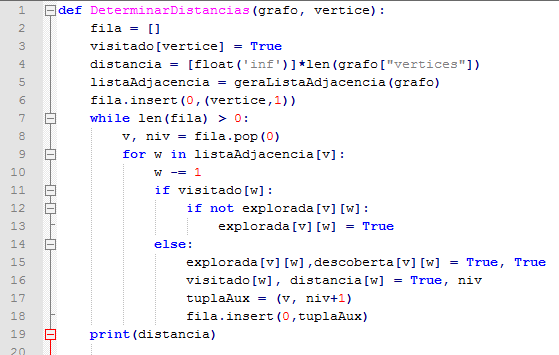 1 def DeterminarDistancias(grafo, vertice):
2     fila = []
3     visitado[vertice] = True
4     distancia = [float('inf')]*len(grafo["vertices"])
5     listaAdjacencia = geraListaAdjacencia(grafo)
6     fila.insert(0,(vertice,1))
7     while len(fila) > 0:
8         v, niv = fila.pop(0)
9         for w in listaAdjacencia[v]:
10             w -= 1
11             if visitado[w]:
12                 if not explorada[v][w]:
13                     explorada[v][w] = True
14             else:
15                 explorada[v][w],descoberta[v][w] = True, True
16                 visitado[w], distancia[w] = True, niv
17                 tuplaAux = (v, niv+1)
18                 fila.insert(0,tuplaAux)
19     print(distancia)
20